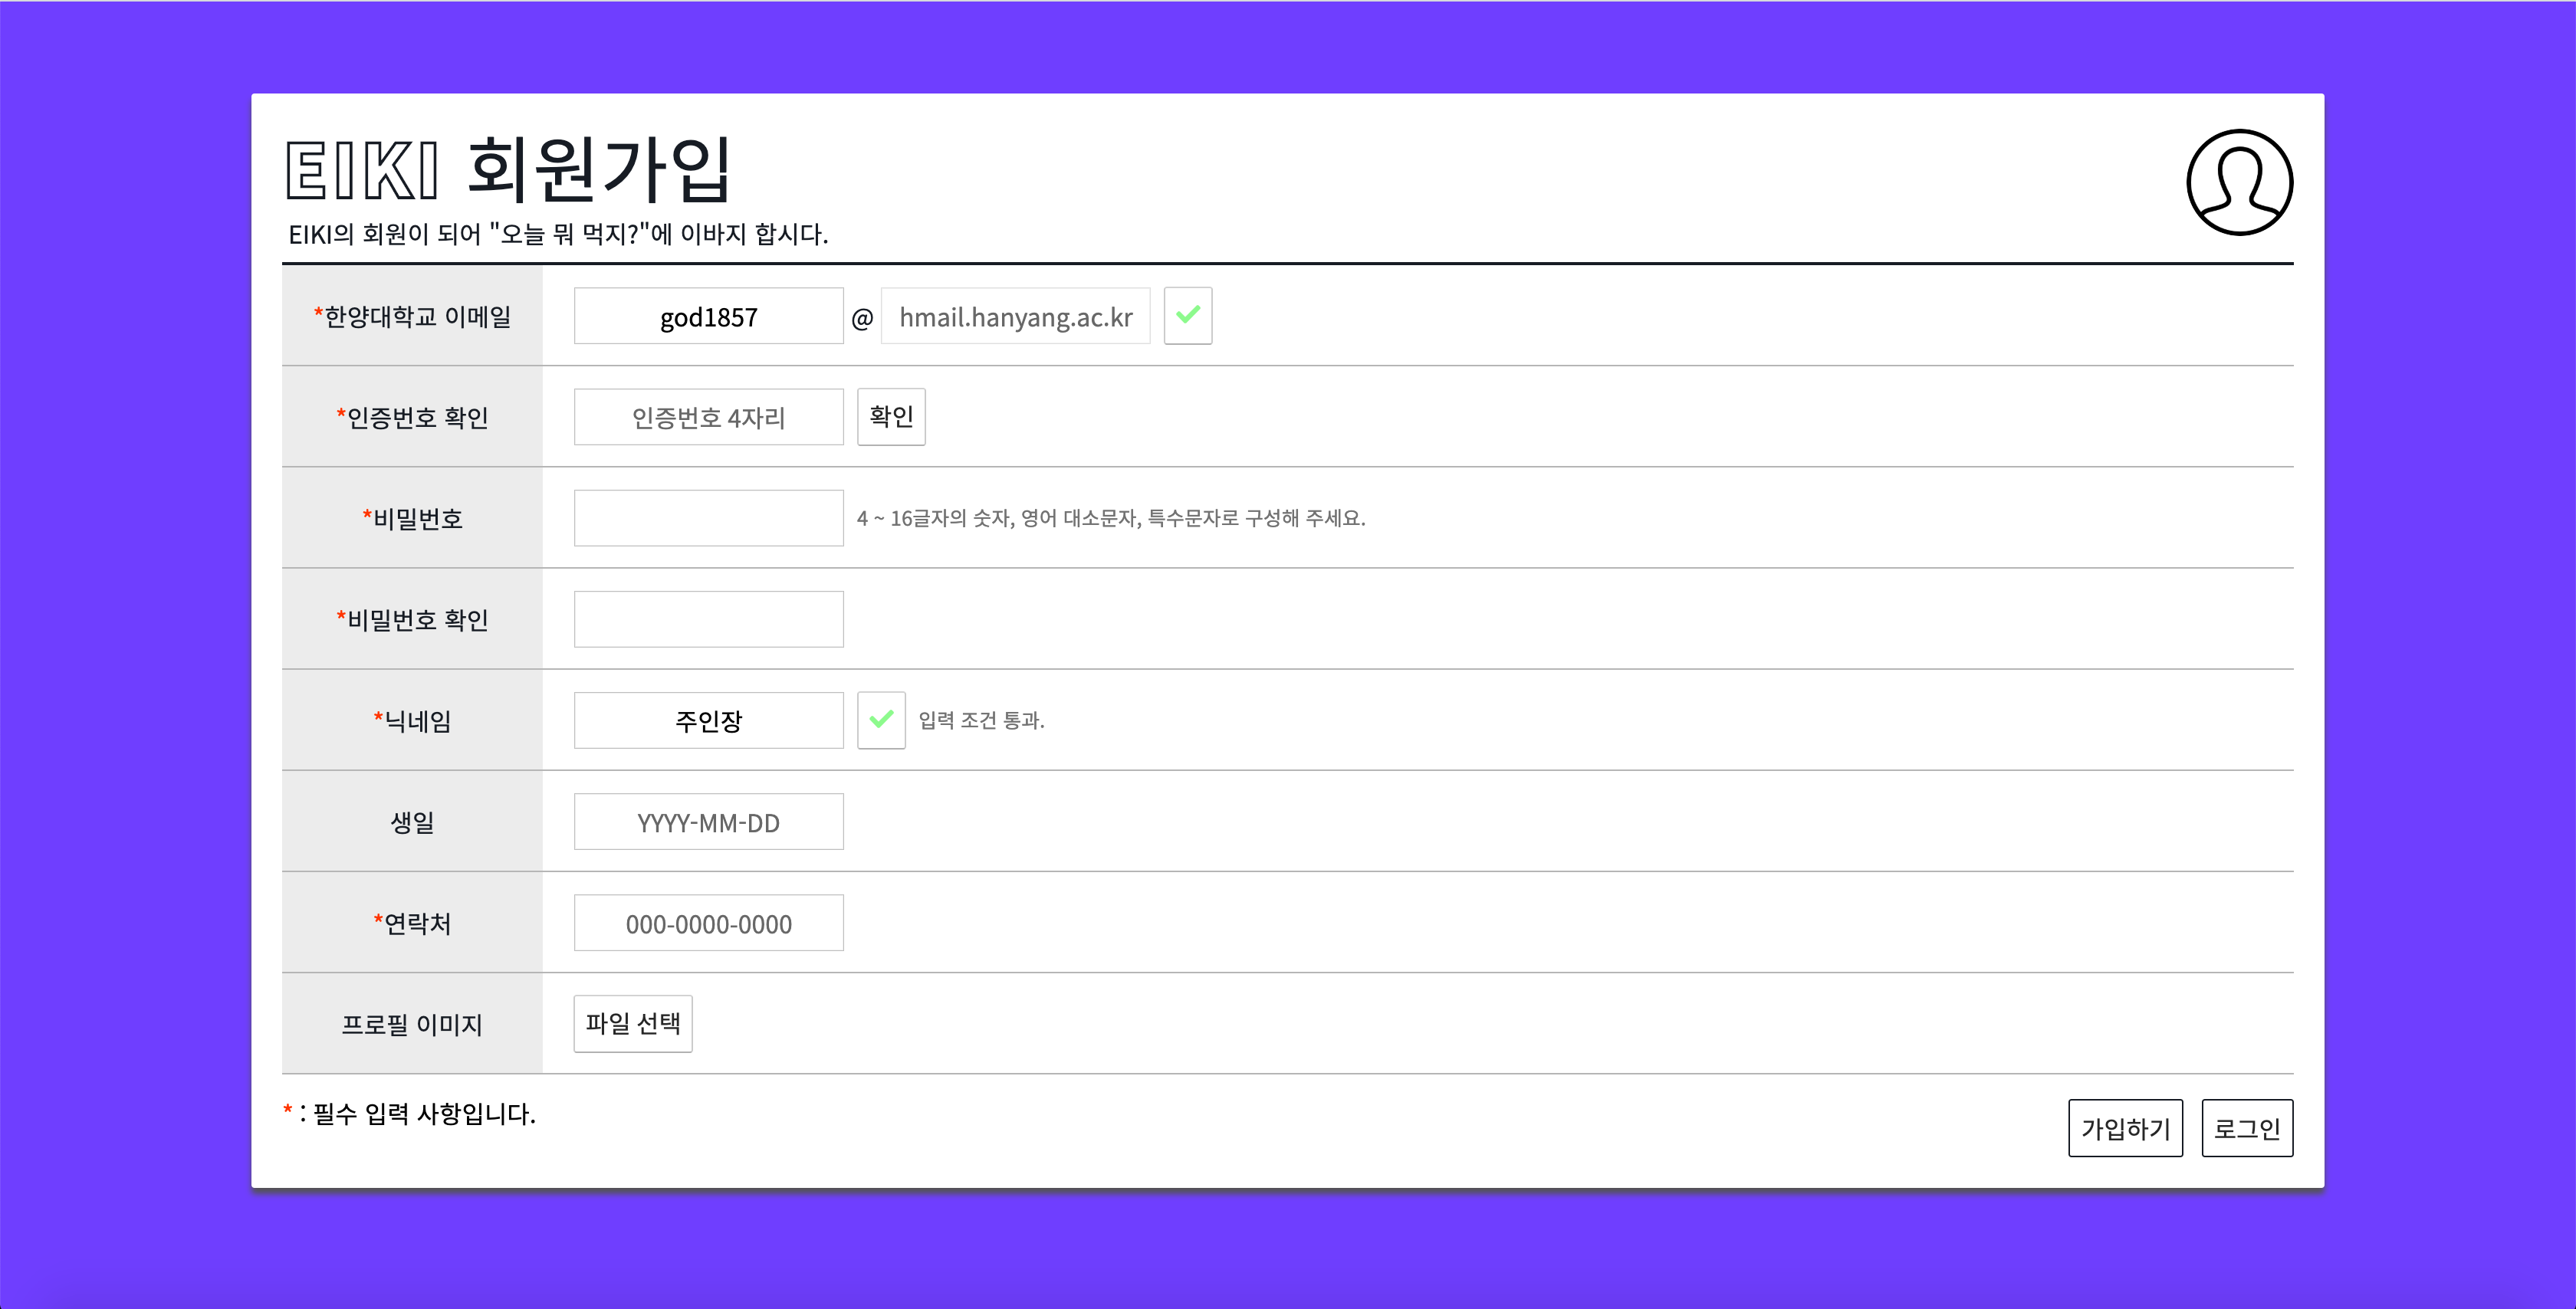 EIKI 회원가입
EIKI의 회원이 되어 "오늘 뭐 먹지?"에 이바지 합시다.
*한양대학교 이메일 god1857 @ hmail.hanyang.ac.kr
*인증번호 확인 인증번호 4자리 확인
*비밀번호 4 ~ 16글자의 숫자, 영어 대소문자, 특수문자로 구성해 주세요.
*비밀번호 확인
*닉네임 주인장 입력 조건 통과.
생일 YYYY-MM-DD
*연락처 000-0000-0000
프로필 이미지 파일 선택
* : 필수 입력 사항입니다.
가입하기 로그인